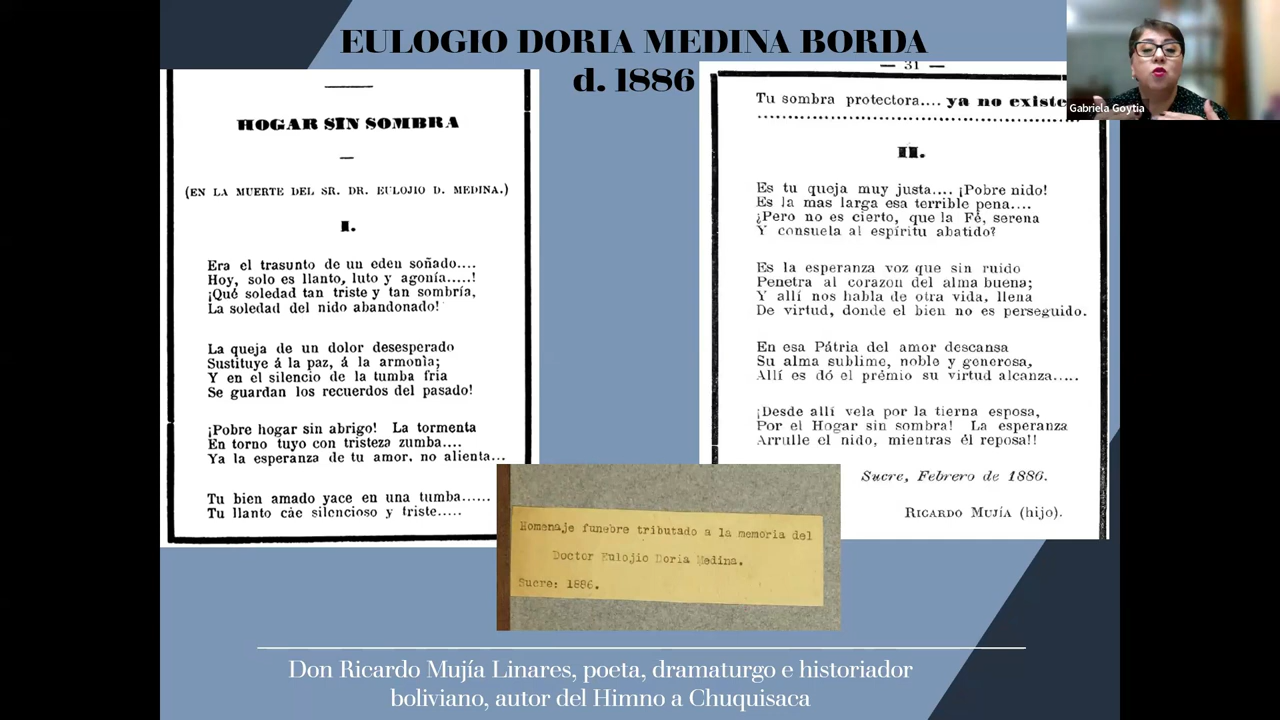 EULOGIO DORIA MEDINA BORDA
d. 1886
Gabriela Goytia
HOGAR SIN SOMBRA
(EN LA MUERTE DEL SR. DR. EULOJIO D. MEDINA.)
I.
Era el trasunto de un eden soñado....
Hoy, solo es llanto, luto y agonía.....!
¡Qué soledad tan triste y tan sombría,
La soledad del nido abandonado!
La queja de un dolor desesperado
Sustituye á la paz, á la armonìa;
Y en el silencio de la tumba fria
Se guardan los recuerdos del pasado!
¡Pobre hogar sin abrigo! La tormenta
En torno tuyo con tristeza zumba....
Ya la esperanza de tu amor, no alienta...
Tu bien amado yace en una tumba......
Tu llanto cáe silencioso y triste.....
— 31 —
Tu sombra protectora.... ya no existe
II.
Es tu queja muy justa.... ¡Pobre nido!
Es la mas larga esa terrible pena....
¿Pero no es cierto, que la Fé, serena
Y consuela al espíritu abatido?
Es la esperanza voz que sin ruido
Penetra al corazon del alma buena;
Y allí nos habla de otra vida, llena
De virtud, donde el bien no es perseguido.
En esa Pátria del amor descansa
Su alma sublime, noble y generosa,
Allí es dó el prémio su virtud alcanza.....
¡Desde allí vela por la tierna esposa,
Por el Hogar sin sombra! La esperanza
Arrulle el nido, mientras él reposa!!
Sucre, Febrero de 1886.
RICARDO MUJÍA (hijo).
Homenaje funebre tributado a la memoria del
Doctor Eulojio Doria Medina.
Sucre: 1886.
Don Ricardo Mujía Linares, poeta, dramaturgo e historiador
boliviano, autor del Himno a Chuquisaca